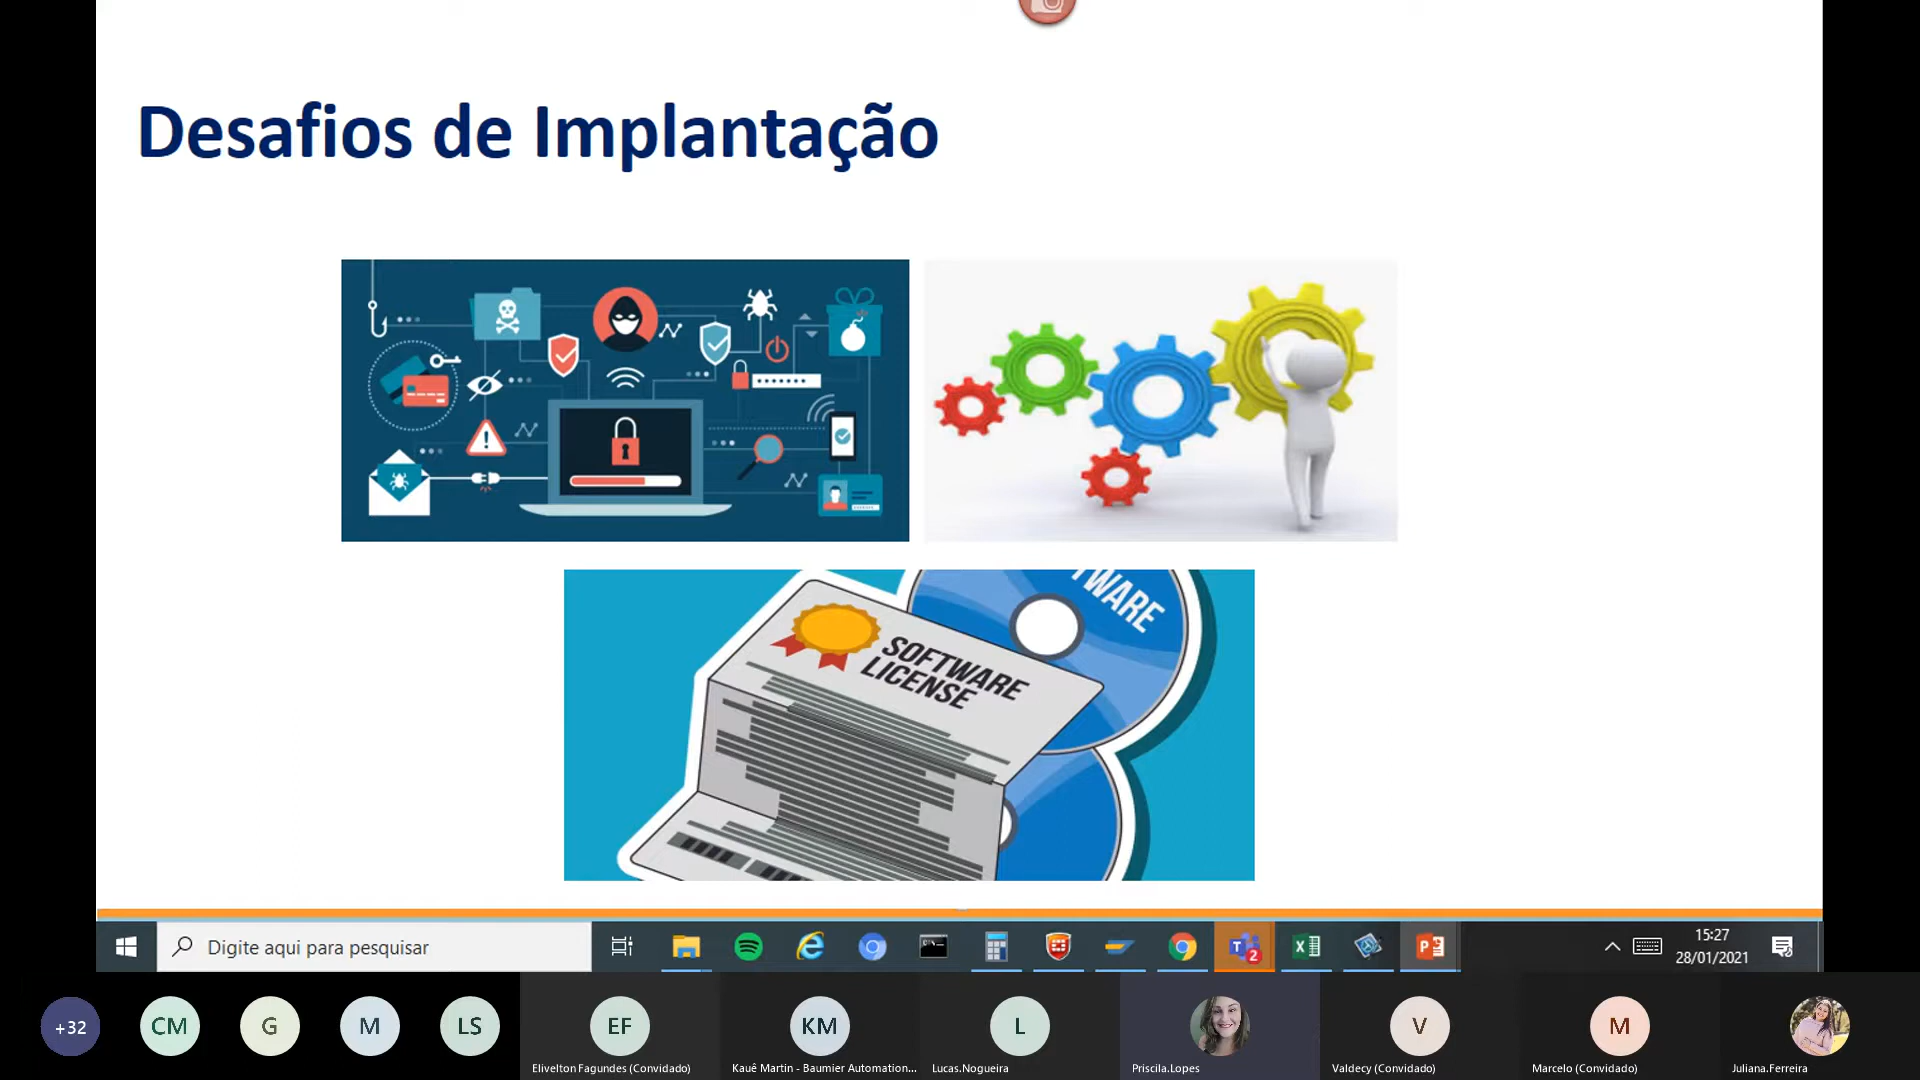 Desafios de Implantação
TWARE
SOFTWARE
LICENSE
Digite aqui para pesquisar
2
15:27
28/01/2021
+32
CM
G
M
LS
EF
KM
L
V
M
Elivelton Fagundes (Convidado)
Kauê Martin - Baumier Automation...
Lucas.Nogueira
Priscila.Lopes
Valdecy (Convidado)
Marcelo (Convidado)
Juliana.Ferreira